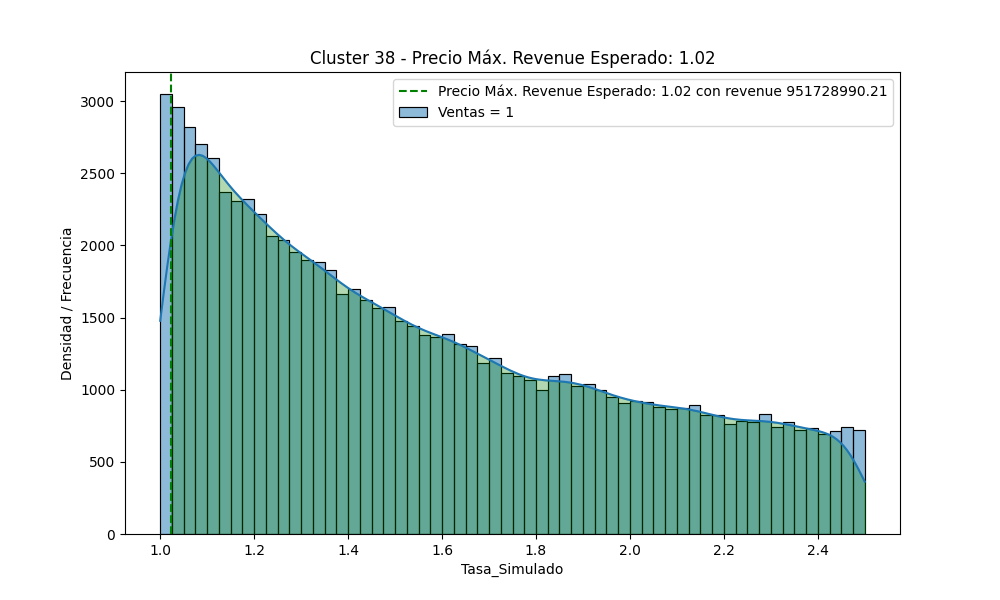 Cluster 38 - Precio Máx. Revenue Esperado: 1.02
Precio Máx. Revenue Esperado: 1.02 con revenue 951728990.21
Ventas = 1
Densidad / Frecuencia
3000
2500
2000
1500
1000
500
0
1.0 1.2 1.4 1.6 1.8 2.0 2.2 2.4
Tasa_Simulado